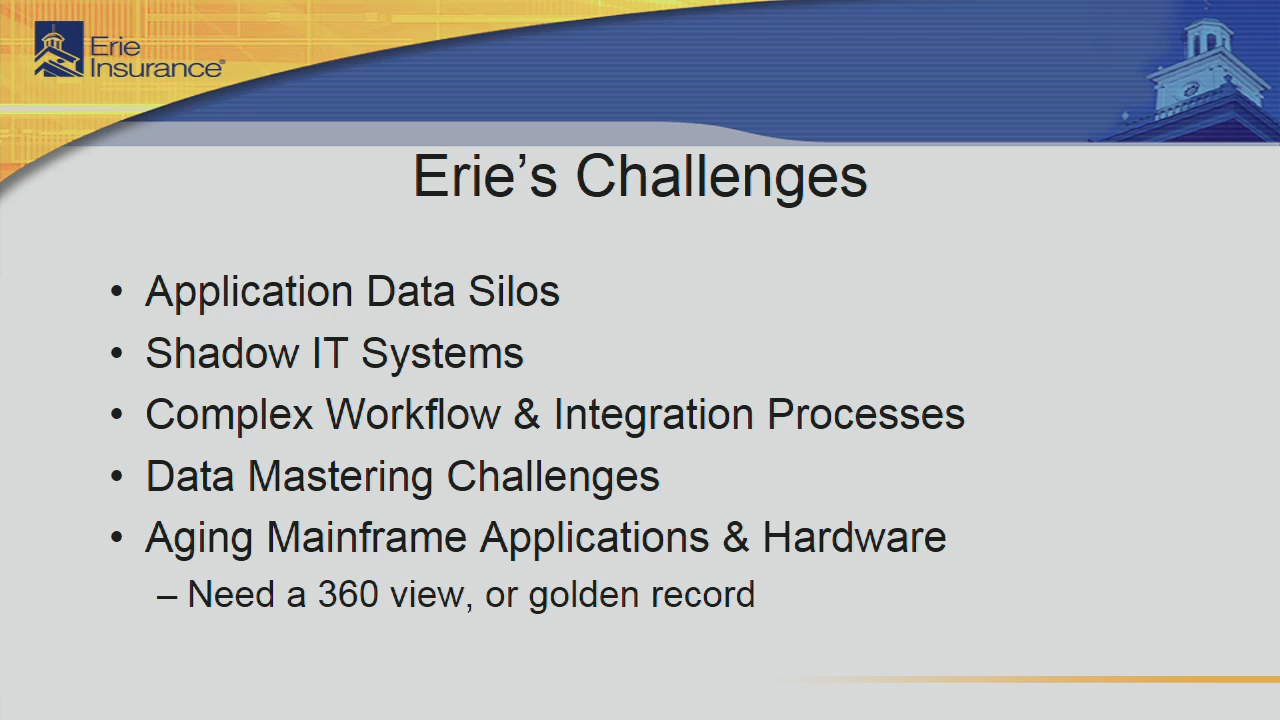 Erie
Insurance®
Erie’s Challenges
• Application Data Silos
• Shadow IT Systems
• Complex Workflow & Integration Processes
• Data Mastering Challenges
• Aging Mainframe Applications & Hardware
– Need a 360 view, or golden record